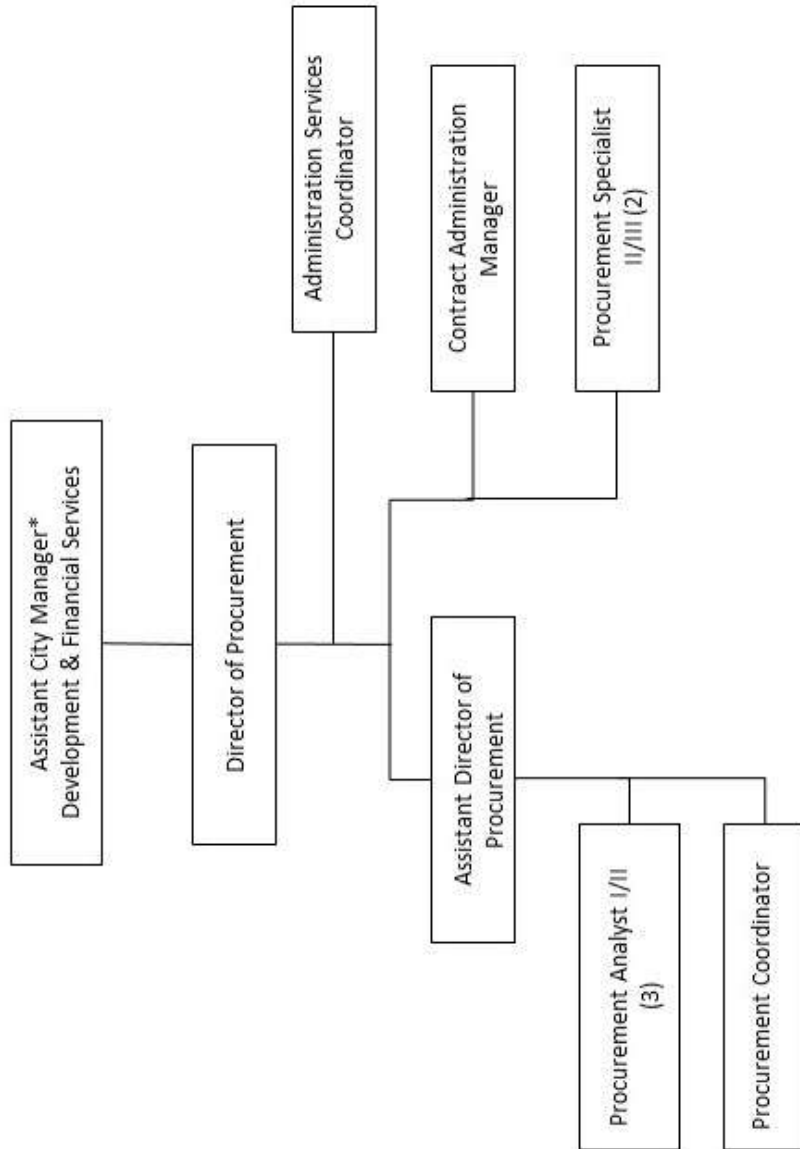 Assistant City Manager*
Development & Financial Services
Director of Procurement
Administration Services
Coordinator
Assistant Director of
Procurement
Contract Administration
Manager
Procurement Analyst I/II
(3)
Procurement Specialist
II/III (2)
Procurement Coordinator